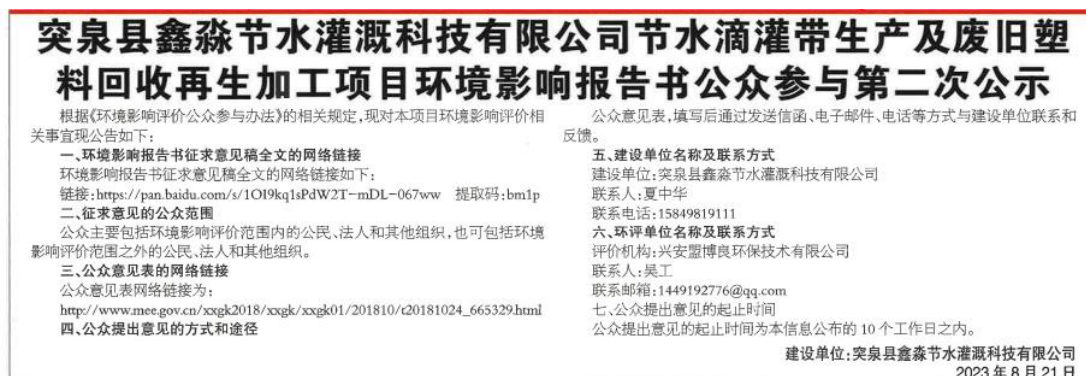 突泉县鑫淼节水灌溉科技有限公司节水滴灌带生产及废旧塑
料回收再生加工项目环境影响报告书公众参与第二次公示
根据《环境影响评价公众参与办法》的相关规定,现对本项目环境影响评价相
关事宜现公告如下:
一、环境影响报告书征求意见稿全文的网络链接
环境影响报告书征求意见稿全文的网络链接如下:
链接:https://pan.baidu.com/s/1OI9kq1sPdW2T-mDL-067ww 提取码:bm1p
二、征求意见的公众范围
公众主要包括环境影响评价范围内的公民、法人和其他组织,也可包括环境
影响评价范围之外的公民、法人和其他组织。
三、公众意见表的网络链接
公众意见表网络链接为:
http://www.mee.gov.cn/xxgk2018/xxgk/xxgk01/201810/t20181024_665329.html
四、公众提出意见的方式和途径
公众意见表,填写后通过发送信函、电子邮件、电话等方式与建设单位联系和
反馈。
五、建设单位名称及联系方式
建设单位:突泉县鑫淼节水灌溉科技有限公司
联系人:夏中华
联系电话:15849819111
六、环评单位名称及联系方式
评价机构:兴安盟博良环保技术有限公司
联系人:吴工
联系邮箱:1449192776@qq.com
七、公众提出意见的起止时间
公众提出意见的起止时间为本信息公布的10个工作日之内。
建设单位:突泉县鑫淼节水灌溉科技有限公司
2023年8月21日